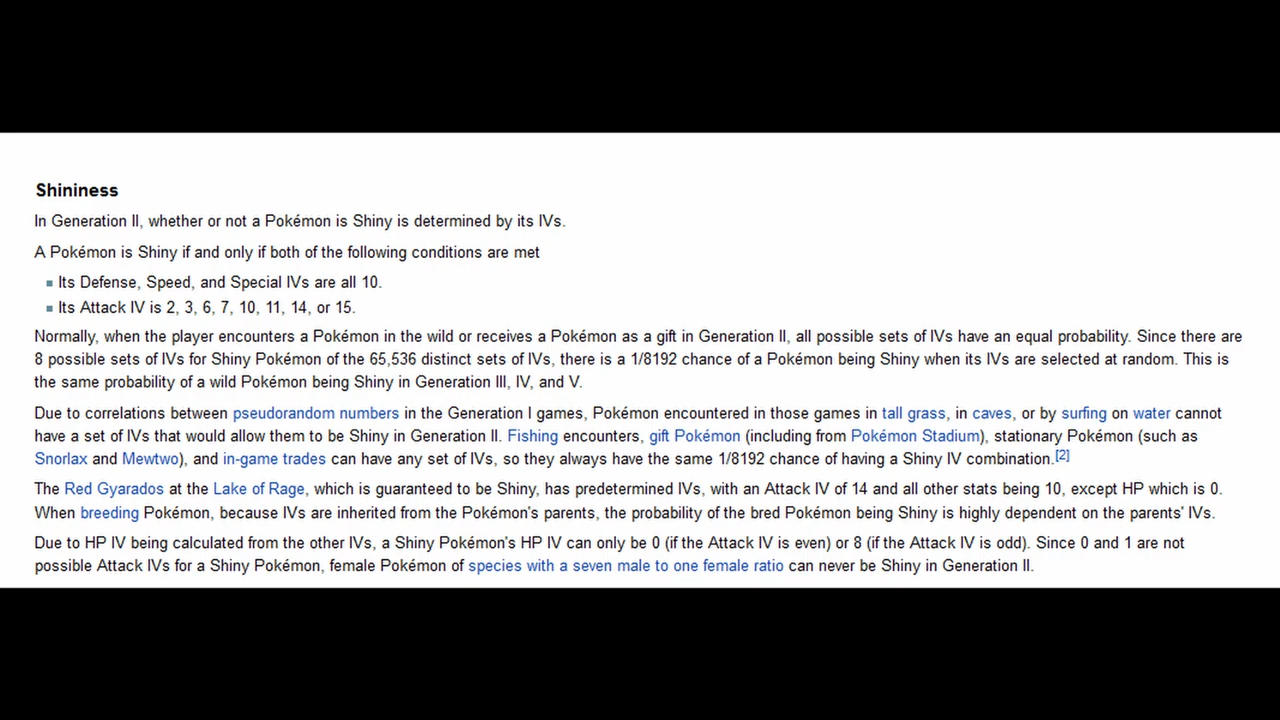 Shininess
In Generation II, whether or not a Pokémon is Shiny is determined by its IVs.
A Pokémon is Shiny if and only if both of the following conditions are met
Its Defense, Speed, and Special IVs are all 10.
Its Attack IV is 2, 3, 6, 7, 10, 11, 14, or 15.
Normally, when the player encounters a Pokémon in the wild or receives a Pokémon as a gift in Generation II, all possible sets of IVs have an equal probability. Since there are
8 possible sets of IVs for Shiny Pokémon of the 65,536 distinct sets of IVs, there is a 1/8192 chance of a Pokémon being Shiny when its IVs are selected at random. This is
the same probability of a wild Pokémon being Shiny in Generation III, IV, and V.
Due to correlations between pseudorandom numbers in the Generation I games, Pokémon encountered in those games in tall grass, in caves, or by surfing on water cannot
have a set of IVs that would allow them to be Shiny in Generation II. Fishing encounters, gift Pokémon (including from Pokémon Stadium), stationary Pokémon (such as
Snorlax and Mewtwo), and in-game trades can have any set of IVs, so they always have the same 1/8192 chance of having a Shiny IV combination.[2]
The Red Gyarados at the Lake of Rage, which is guaranteed to be Shiny, has predetermined IVs, with an Attack IV of 14 and all other stats being 10, except HP which is 0.
When breeding Pokémon, because IVs are inherited from the Pokémon's parents, the probability of the bred Pokémon being Shiny is highly dependent on the parents' IVs.
Due to HP IV being calculated from the other IVs, a Shiny Pokémon's HP IV can only be 0 (if the Attack IV is even) or 8 (if the Attack IV is odd). Since 0 and 1 are not
possible Attack IVs for a Shiny Pokémon, female Pokémon of species with a seven male to one female ratio can never be Shiny in Generation II.